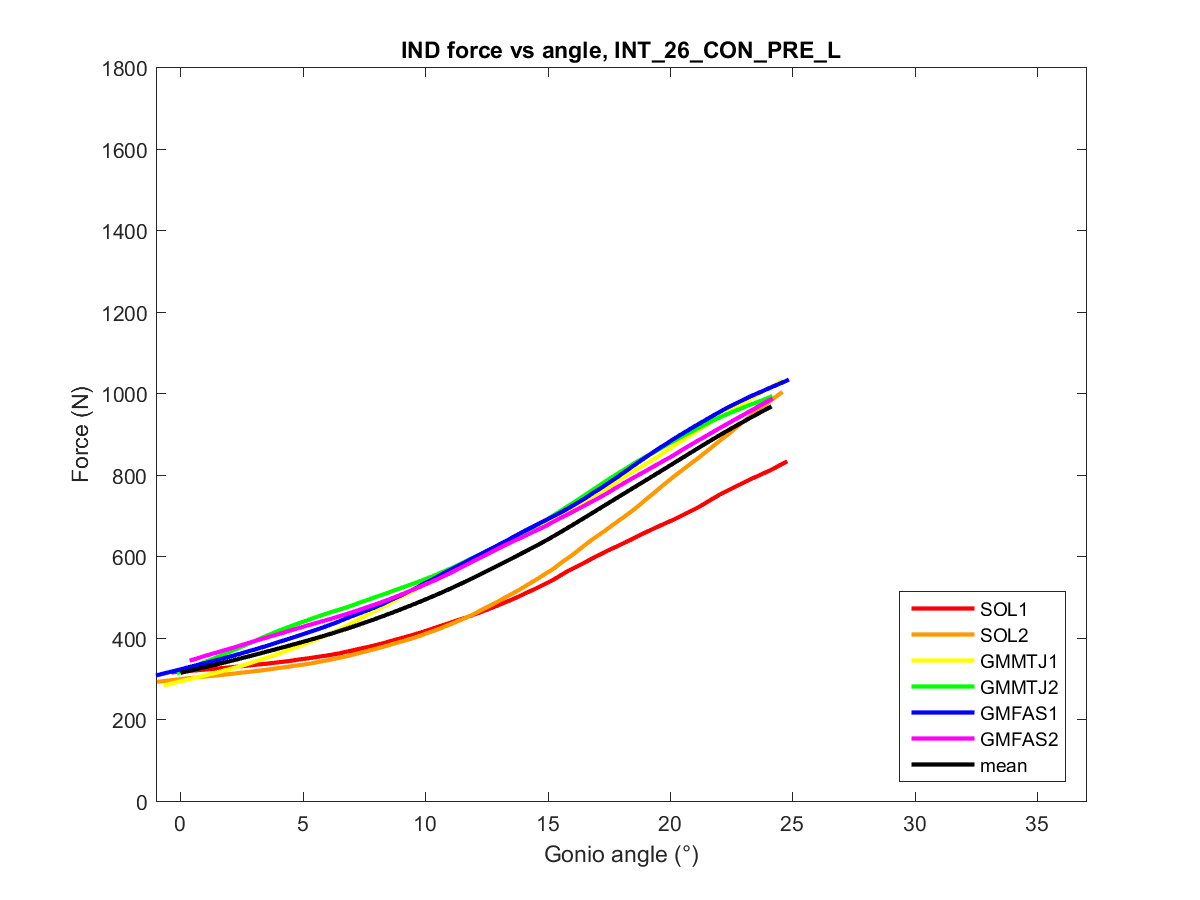 IND force vs angle, INT_26_CON_PRE_L
1800
1600
1400
1200
1000
800
600
400
200
0
Force (N)
0 5 10 15 20 25 30 35
Gonio angle (°)
SOL1
SOL2
GMMTJ1
GMMTJ2
GMFAS1
GMFAS2
mean